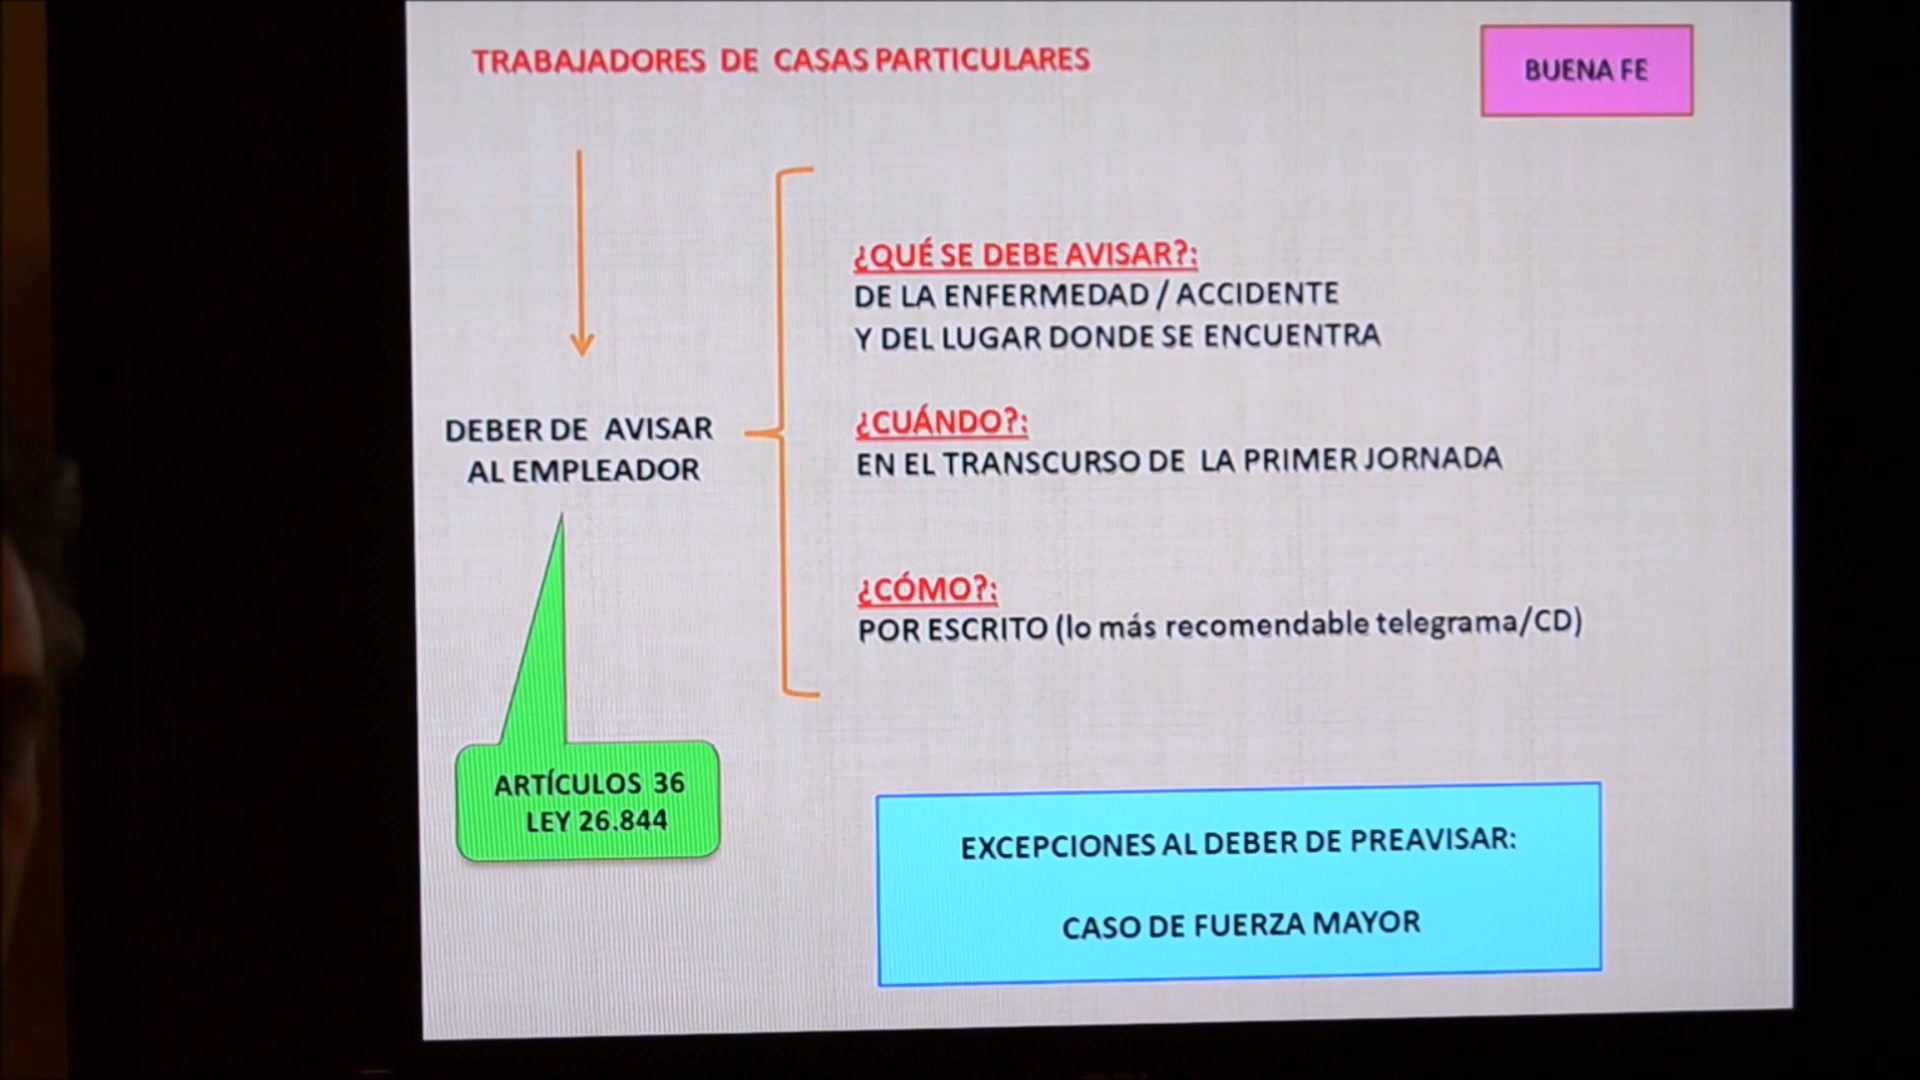 TRABAJADORES DE CASAS PARTICULARES
BUENA FE
¿QUÉ SE DEBE AVISAR?:
DE LA ENFERMEDAD / ACCIDENTE
Y DEL LUGAR DONDE SE ENCUENTRA
¿CUÁNDO?:
EN EL TRANSCURSO DE LA PRIMER JORNADA
DEBER DE AVISAR
AL EMPLEADOR
¿CÓMO?:
POR ESCRITO (lo más recomendable telegrama/CD)
ARTÍCULOS 36
LEY 26.844
EXCEPCIONES AL DEBER DE PREAVISAR:
CASO DE FUERZA MAYOR